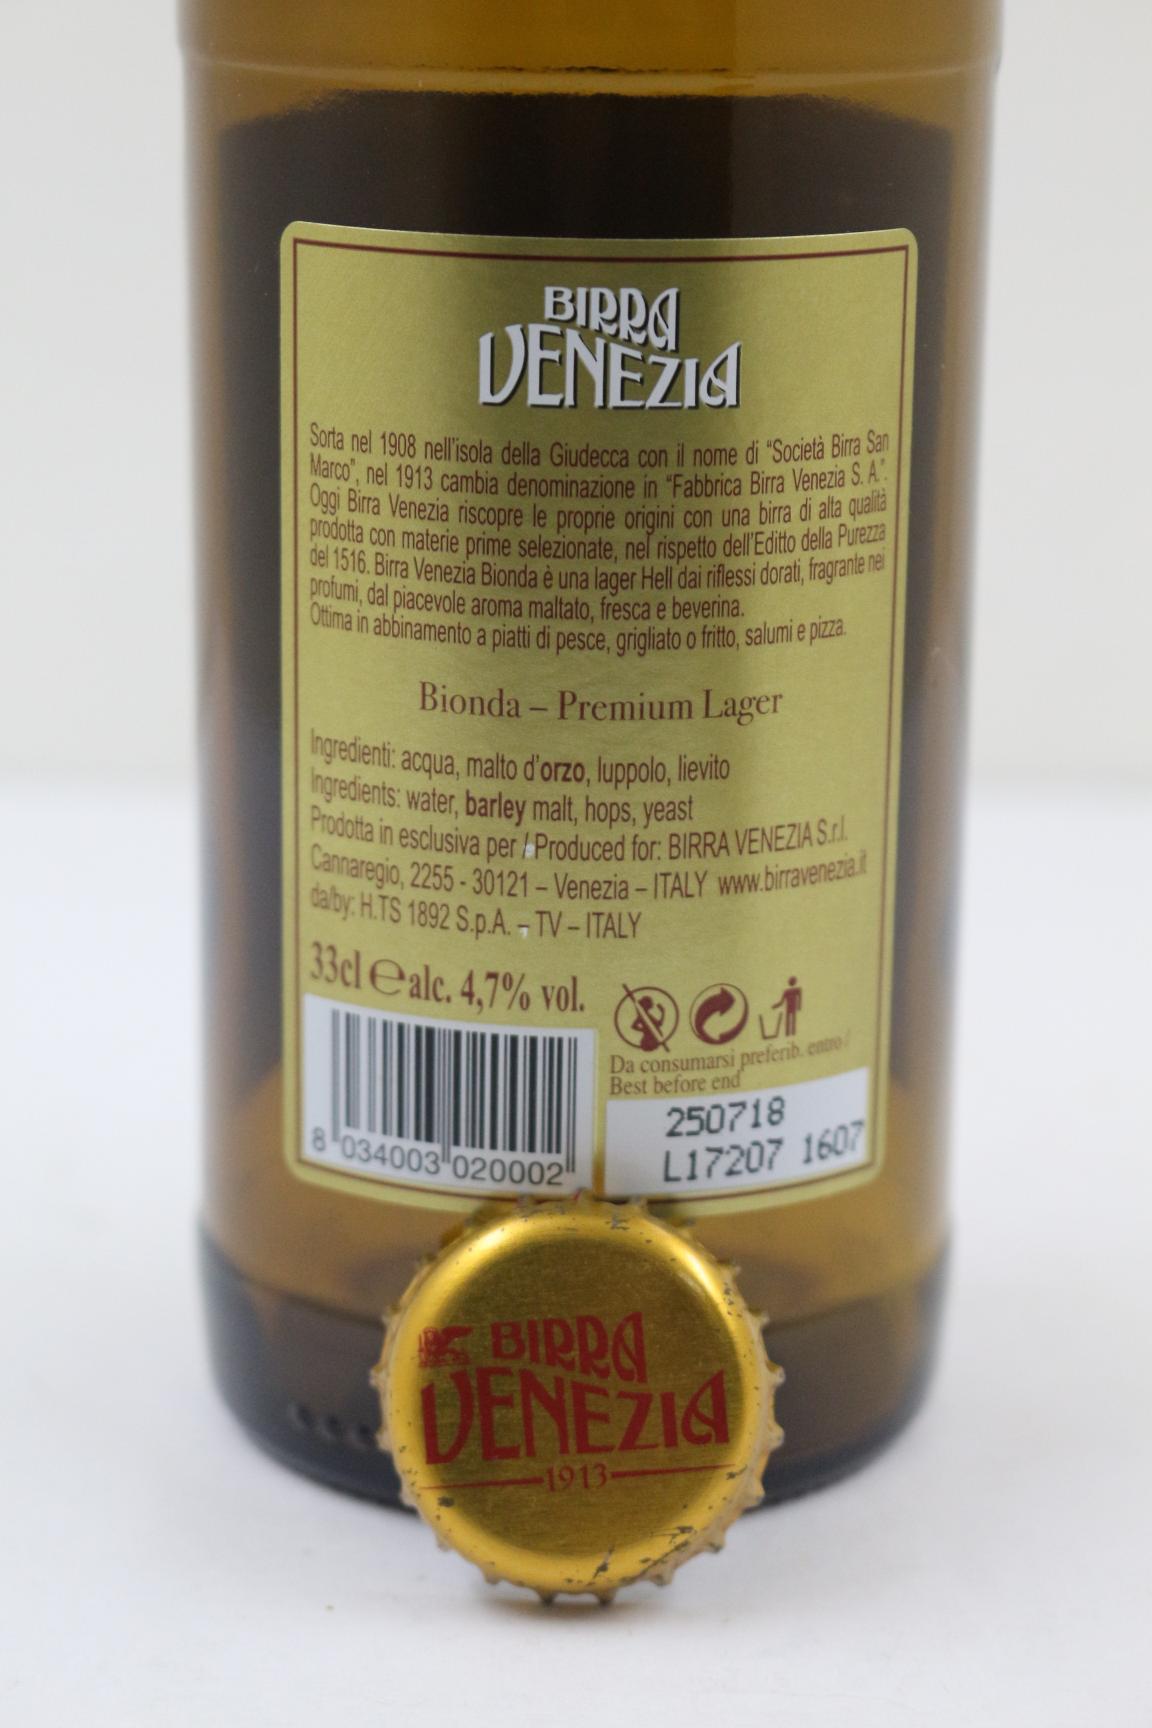 BIRRA
VENEZIA
Sorta nel 1908 nell'isola della Giudecca con il nome di “Società Birra San
Marco”, nel 1913 cambia denominazione in “Fabbrica Birra Venezia S. A.”.
Oggi Birra Venezia riscopre le proprie origini con una birra di alta qualità
prodotta con materie prime selezionate, nel rispetto dell'Editto della Purezza
del 1516. Birra Venezia Bionda è una lager Hell dai riflessi dorati, fragrante nei
profumi, dal piacevole aroma maltato, fresca e beverina.
Ottima in abbinamento a piatti di pesce, grigliato o fritto, salumi e pizza.
Bionda – Premium Lager
Ingredienti: acqua, malto d'orzo, luppolo, lievito
Ingredients: water, barley malt, hops, yeast
Prodotta in esclusiva per / Produced for: BIRRA VENEZIA S.r.l.
Cannaregio, 2255 - 30121 – Venezia – ITALY www.birravenezia.it
da/by: H.TS 1892 S.p.A. – TV – ITALY
33cl ℮ alc. 4,7% vol.
Da consumarsi preferib. entro /
Best before end
250718
L17207 1607
8 034003 020002
BIRRA
VENEZIA
1913